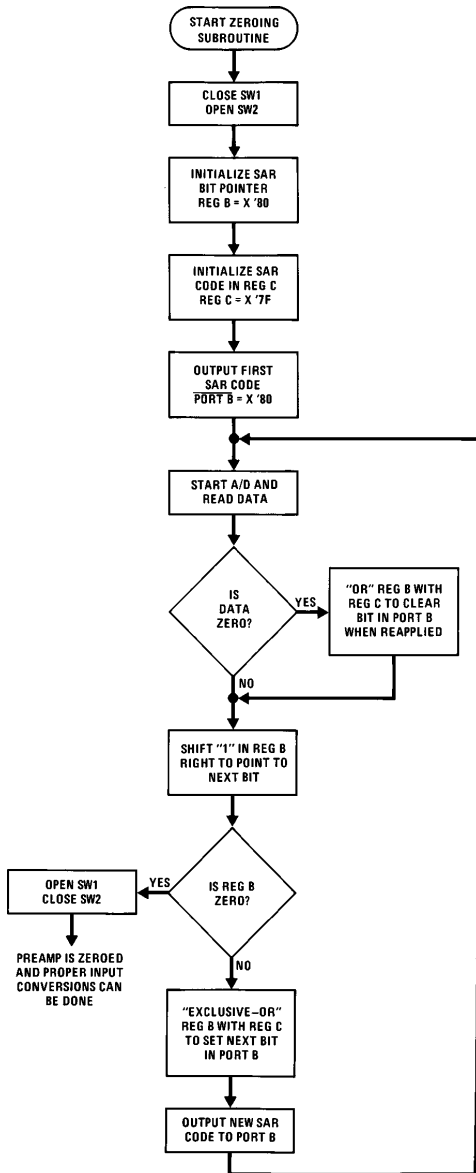 START ZEROING
SUBROUTINE
CLOSE SW1
OPEN SW2
INITIALIZE SAR
BIT POINTER
REG B = X '80
INITIALIZE SAR
CODE IN REG C
REG C = X '7F
OUTPUT FIRST
SAR CODE
PORT B = X '80
START A/D AND
READ DATA
IS
DATA
ZERO?
YES
"OR" REG B WITH
REG C TO CLEAR
BIT IN PORT B
WHEN REAPPLIED
NO
SHIFT "1" IN REG B
RIGHT TO POINT TO
NEXT BIT
IS REG B
ZERO?
YES
OPEN SW1
CLOSE SW2
PREAMP IS ZEROED
AND PROPER INPUT
CONVERSIONS CAN
BE DONE
NO
"EXCLUSIVE-OR"
REG B WITH REG C
TO SET NEXT BIT
IN PORT B
OUTPUT NEW SAR
CODE TO PORT B